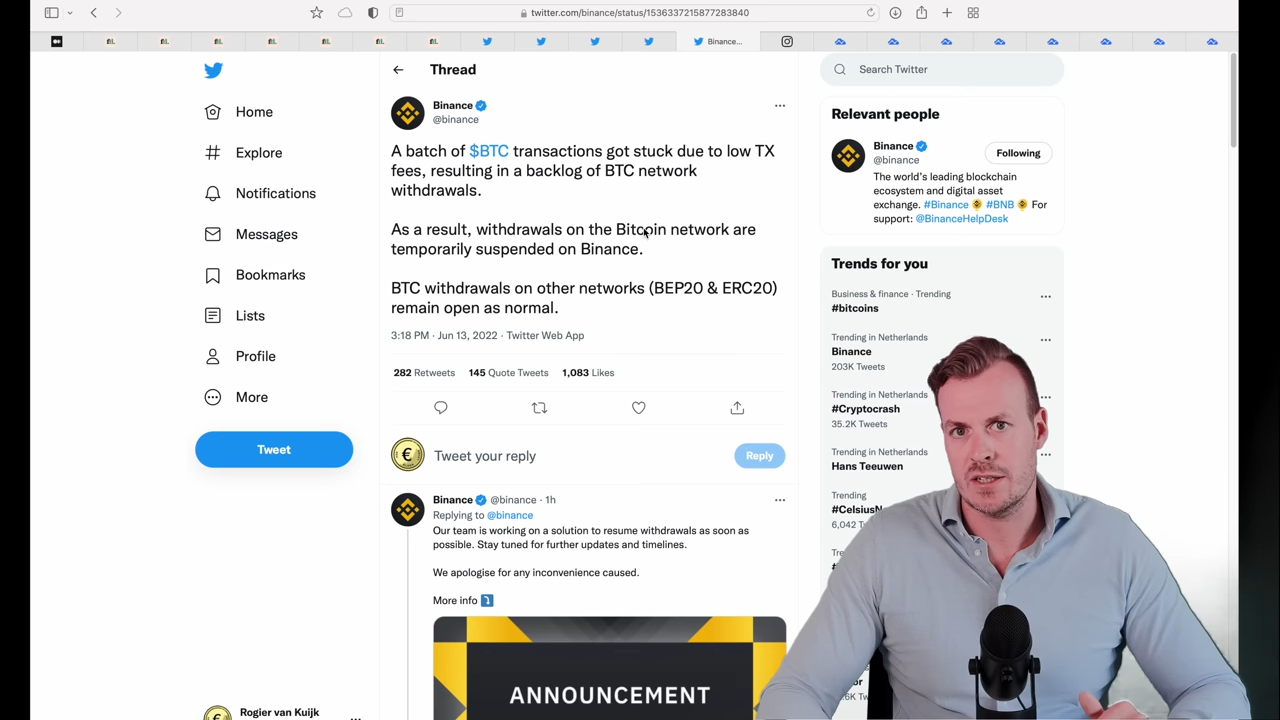 twitter.com/binance/status/1536337215877283840
Binance...
Thread
Search Twitter
Home
Explore
Notifications
Messages
Bookmarks
Lists
Profile
More
Tweet
Rogier van Kuijk
Binance
@binance
A batch of $BTC transactions got stuck due to low TX
fees, resulting in a backlog of BTC network
withdrawals.
As a result, withdrawals on the Bitcoin network are
temporarily suspended on Binance.
BTC withdrawals on other networks (BEP20 & ERC20)
remain open as normal.
3:18 PM · Jun 13, 2022 · Twitter Web App
282 Retweets 145 Quote Tweets 1,083 Likes
Tweet your reply
Reply
Binance @binance · 1h
Replying to @binance
Our team is working on a solution to resume withdrawals as soon as
possible. Stay tuned for further updates and timelines.
We apologise for any inconvenience caused.
More info
ANNOUNCEMENT
Relevant people
Binance
@binance
Following
The world's leading blockchain
ecosystem and digital asset
exchange. #Binance #BNB For
support: @BinanceHelpDesk
Trends for you
Business & finance · Trending
#bitcoins
Trending in Netherlands
Binance
203K Tweets
Trending in Netherlands
#Cryptocrash
35.2K Tweets
Trending in Netherlands
Hans Teeuwen
Trending
#CelsiusN
6,042